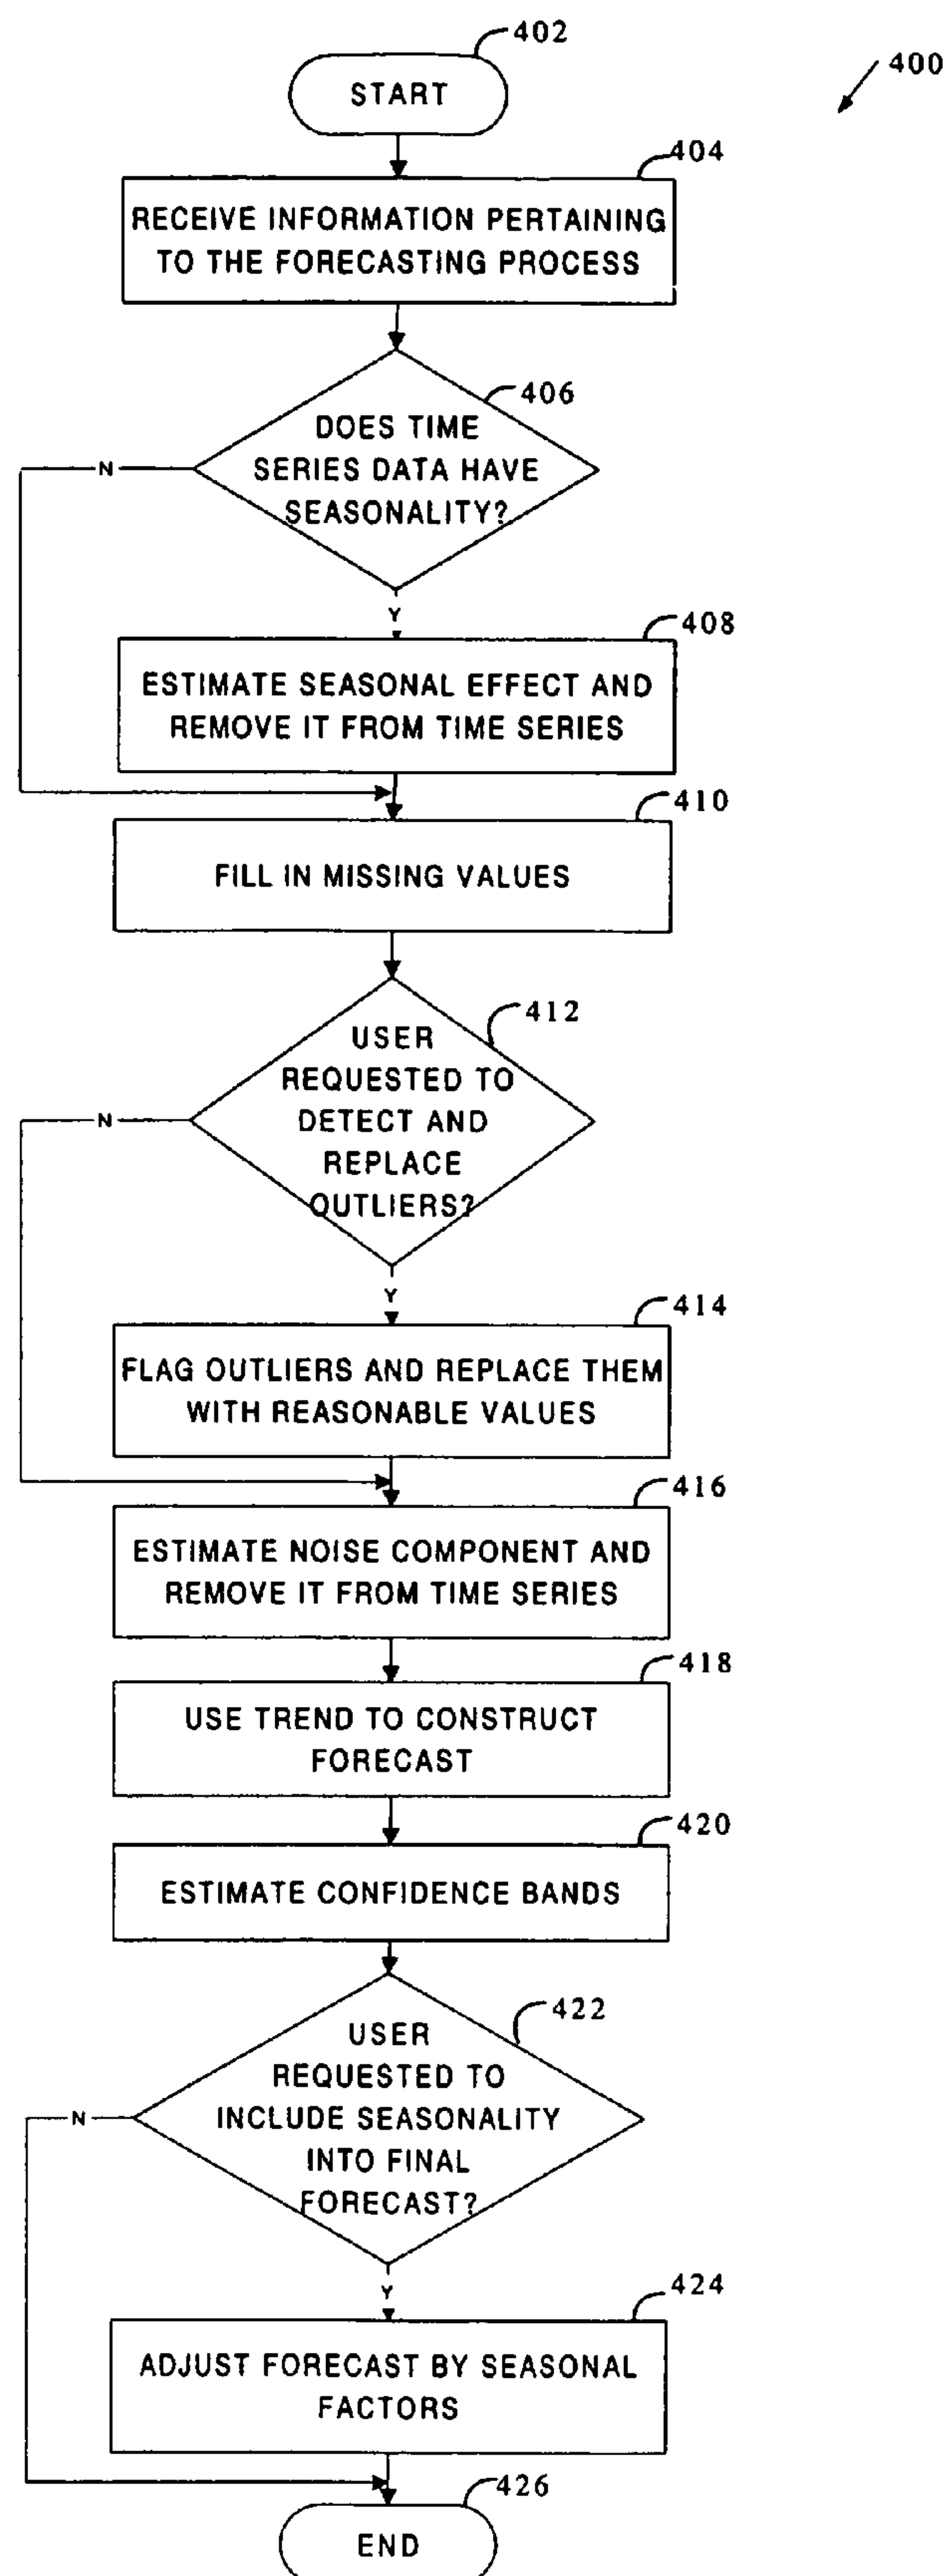 402
400
START
404
RECEIVE INFORMATION PERTAINING
TO THE FORECASTING PROCESS
406
DOES TIME
SERIES DATA HAVE
SEASONALITY?
N
Y
408
ESTIMATE SEASONAL EFFECT AND
REMOVE IT FROM TIME SERIES
410
FILL IN MISSING VALUES
412
USER
REQUESTED TO
DETECT AND
REPLACE
OUTLIERS?
N
Y
414
FLAG OUTLIERS AND REPLACE THEM
WITH REASONABLE VALUES
416
ESTIMATE NOISE COMPONENT AND
REMOVE IT FROM TIME SERIES
418
USE TREND TO CONSTRUCT
FORECAST
420
ESTIMATE CONFIDENCE BANDS
422
USER
REQUESTED TO
INCLUDE SEASONALITY
INTO FINAL
FORECAST?
N
Y
424
ADJUST FORECAST BY SEASONAL
FACTORS
426
END